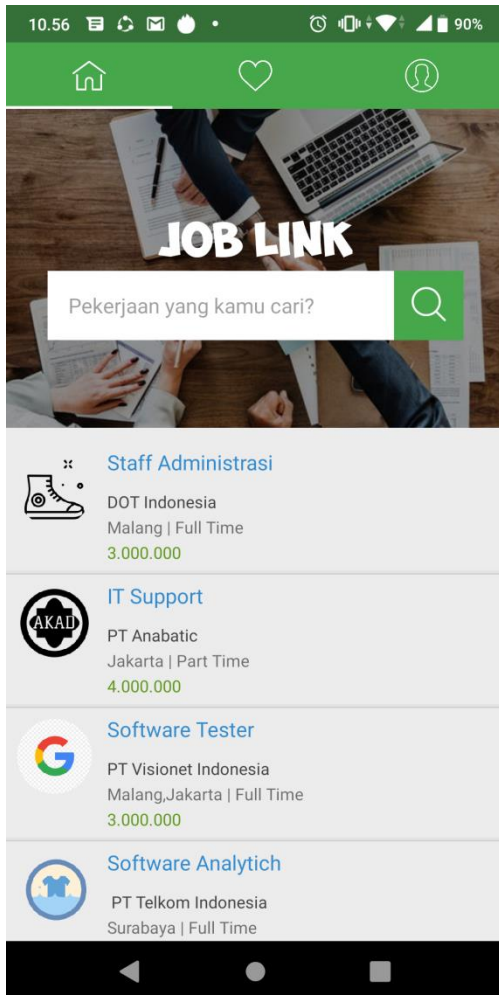 10.56
90%
JOB LINK
Pekerjaan yang kamu cari?
Staff Administrasi
DOT Indonesia
Malang | Full Time
3.000.000
AKAD
IT Support
PT Anabatic
Jakarta | Part Time
4.000.000
G
Software Tester
PT Visionet Indonesia
Malang,Jakarta | Full Time
3.000.000
Software Analytich
PT Telkom Indonesia
Surabaya | Full Time